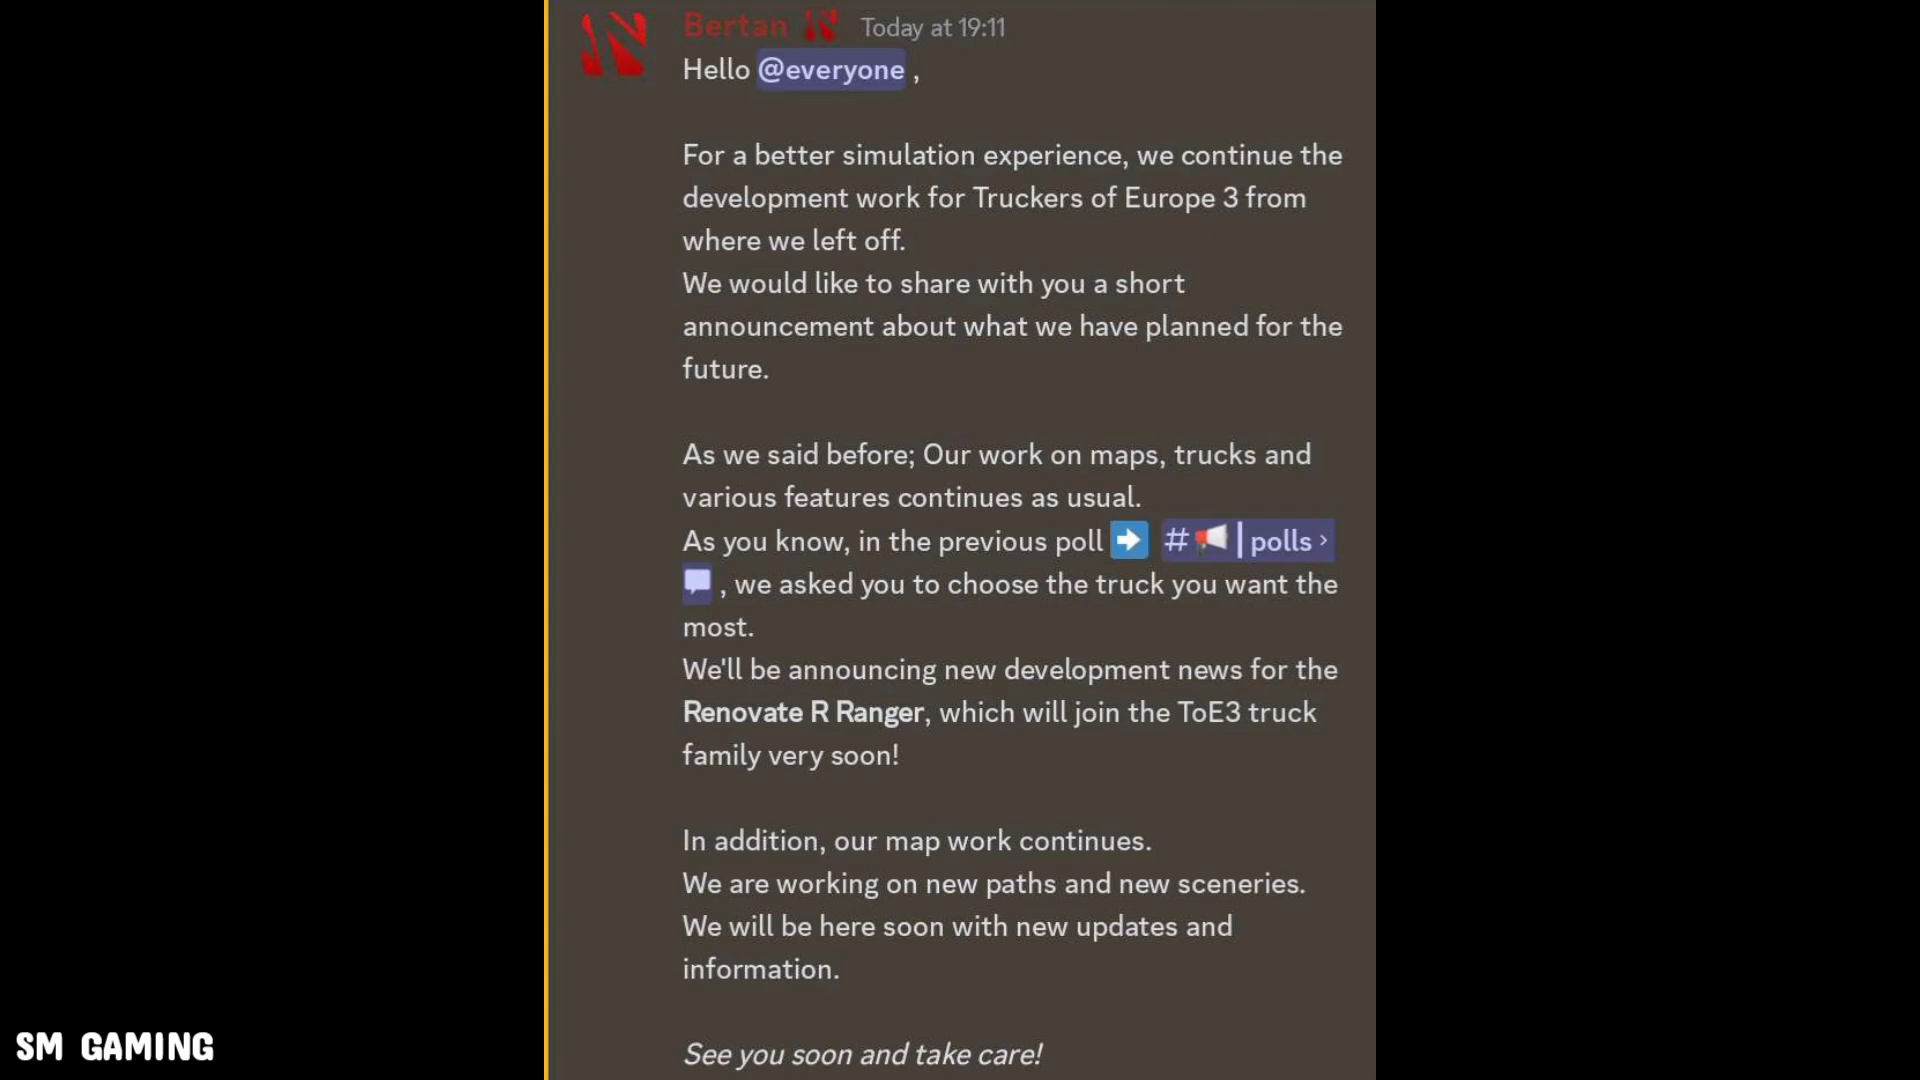 Bertan Today at 19:11
Hello @everyone ,
For a better simulation experience, we continue the
development work for Truckers of Europe 3 from
where we left off.
We would like to share with you a short
announcement about what we have planned for the
future.
As we said before; Our work on maps, trucks and
various features continues as usual.
As you know, in the previous poll ➡️ #📢┃polls ›
, we asked you to choose the truck you want the
most.
We'll be announcing new development news for the
Renovate R Ranger, which will join the ToE3 truck
family very soon!
In addition, our map work continues.
We are working on new paths and new sceneries.
We will be here soon with new updates and
information.
See you soon and take care!
SM GAMING